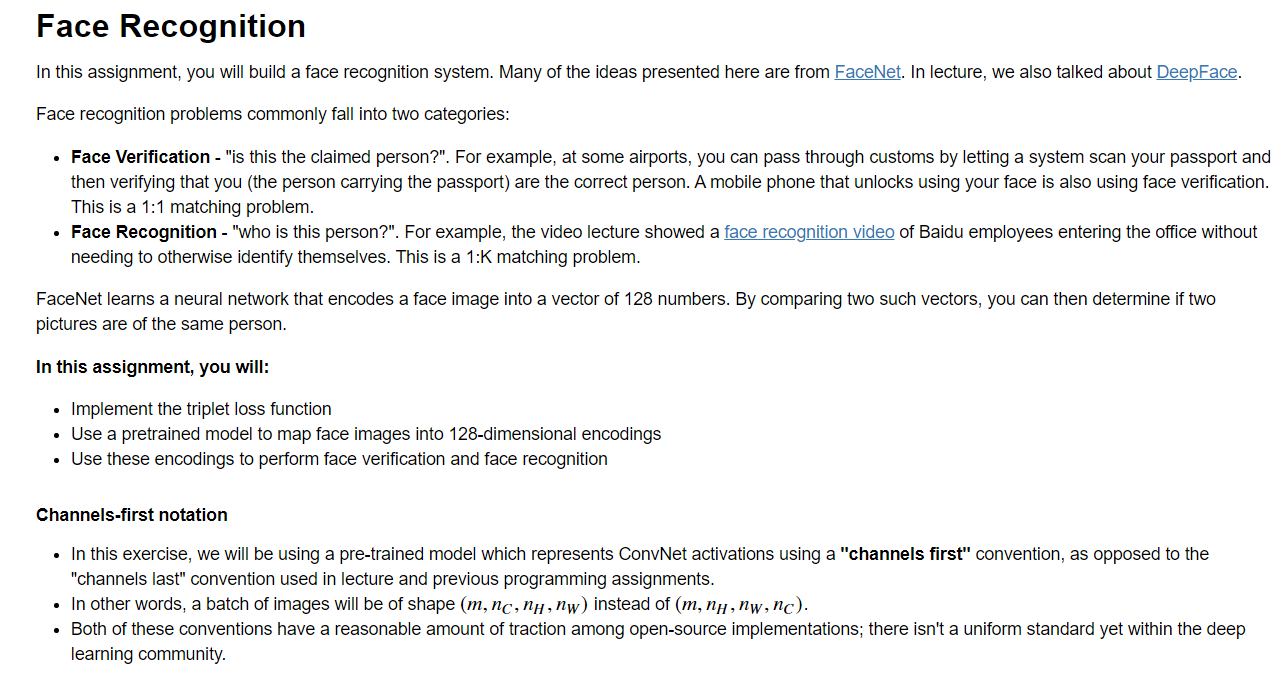 Face Recognition
In this assignment, you will build a face recognition system. Many of the ideas presented here are from FaceNet. In lecture, we also talked about DeepFace.
Face recognition problems commonly fall into two categories:
• Face Verification - "is this the claimed person?". For example, at some airports, you can pass through customs by letting a system scan your passport and
then verifying that you (the person carrying the passport) are the correct person. A mobile phone that unlocks using your face is also using face verification.
This is a 1:1 matching problem.
• Face Recognition - "who is this person?". For example, the video lecture showed a face recognition video of Baidu employees entering the office without
needing to otherwise identify themselves. This is a 1:K matching problem.
FaceNet learns a neural network that encodes a face image into a vector of 128 numbers. By comparing two such vectors, you can then determine if two
pictures are of the same person.
In this assignment, you will:
• Implement the triplet loss function
• Use a pretrained model to map face images into 128-dimensional encodings
• Use these encodings to perform face verification and face recognition
Channels-first notation
• In this exercise, we will be using a pre-trained model which represents ConvNet activations using a "channels first" convention, as opposed to the
"channels last" convention used in lecture and previous programming assignments.
• In other words, a batch of images will be of shape (m, n_C, n_H, n_W) instead of (m, n_H, n_W, n_C).
• Both of these conventions have a reasonable amount of traction among open-source implementations; there isn't a uniform standard yet within the deep
learning community.